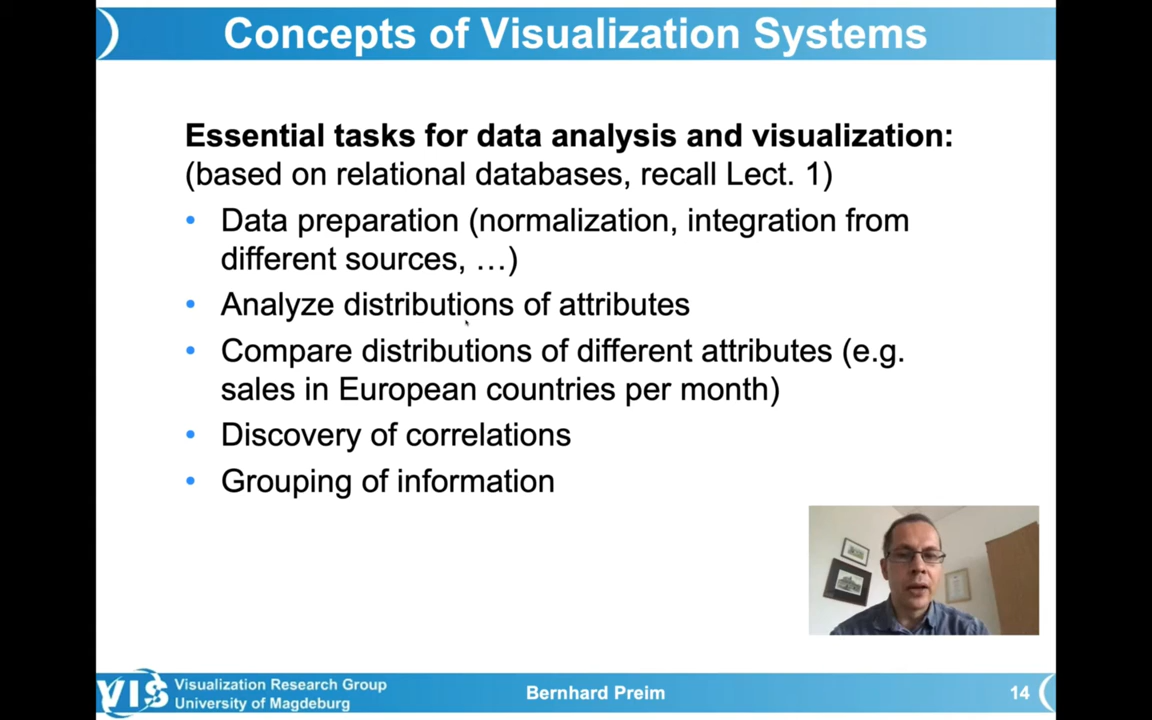 Concepts of Visualization Systems
Essential tasks for data analysis and visualization:
(based on relational databases, recall Lect. 1)
• Data preparation (normalization, integration from
different sources, …)
• Analyze distributions of attributes
• Compare distributions of different attributes (e.g.
sales in European countries per month)
• Discovery of correlations
• Grouping of information
VIS
Visualization Research Group
University of Magdeburg
Bernhard Preim
14